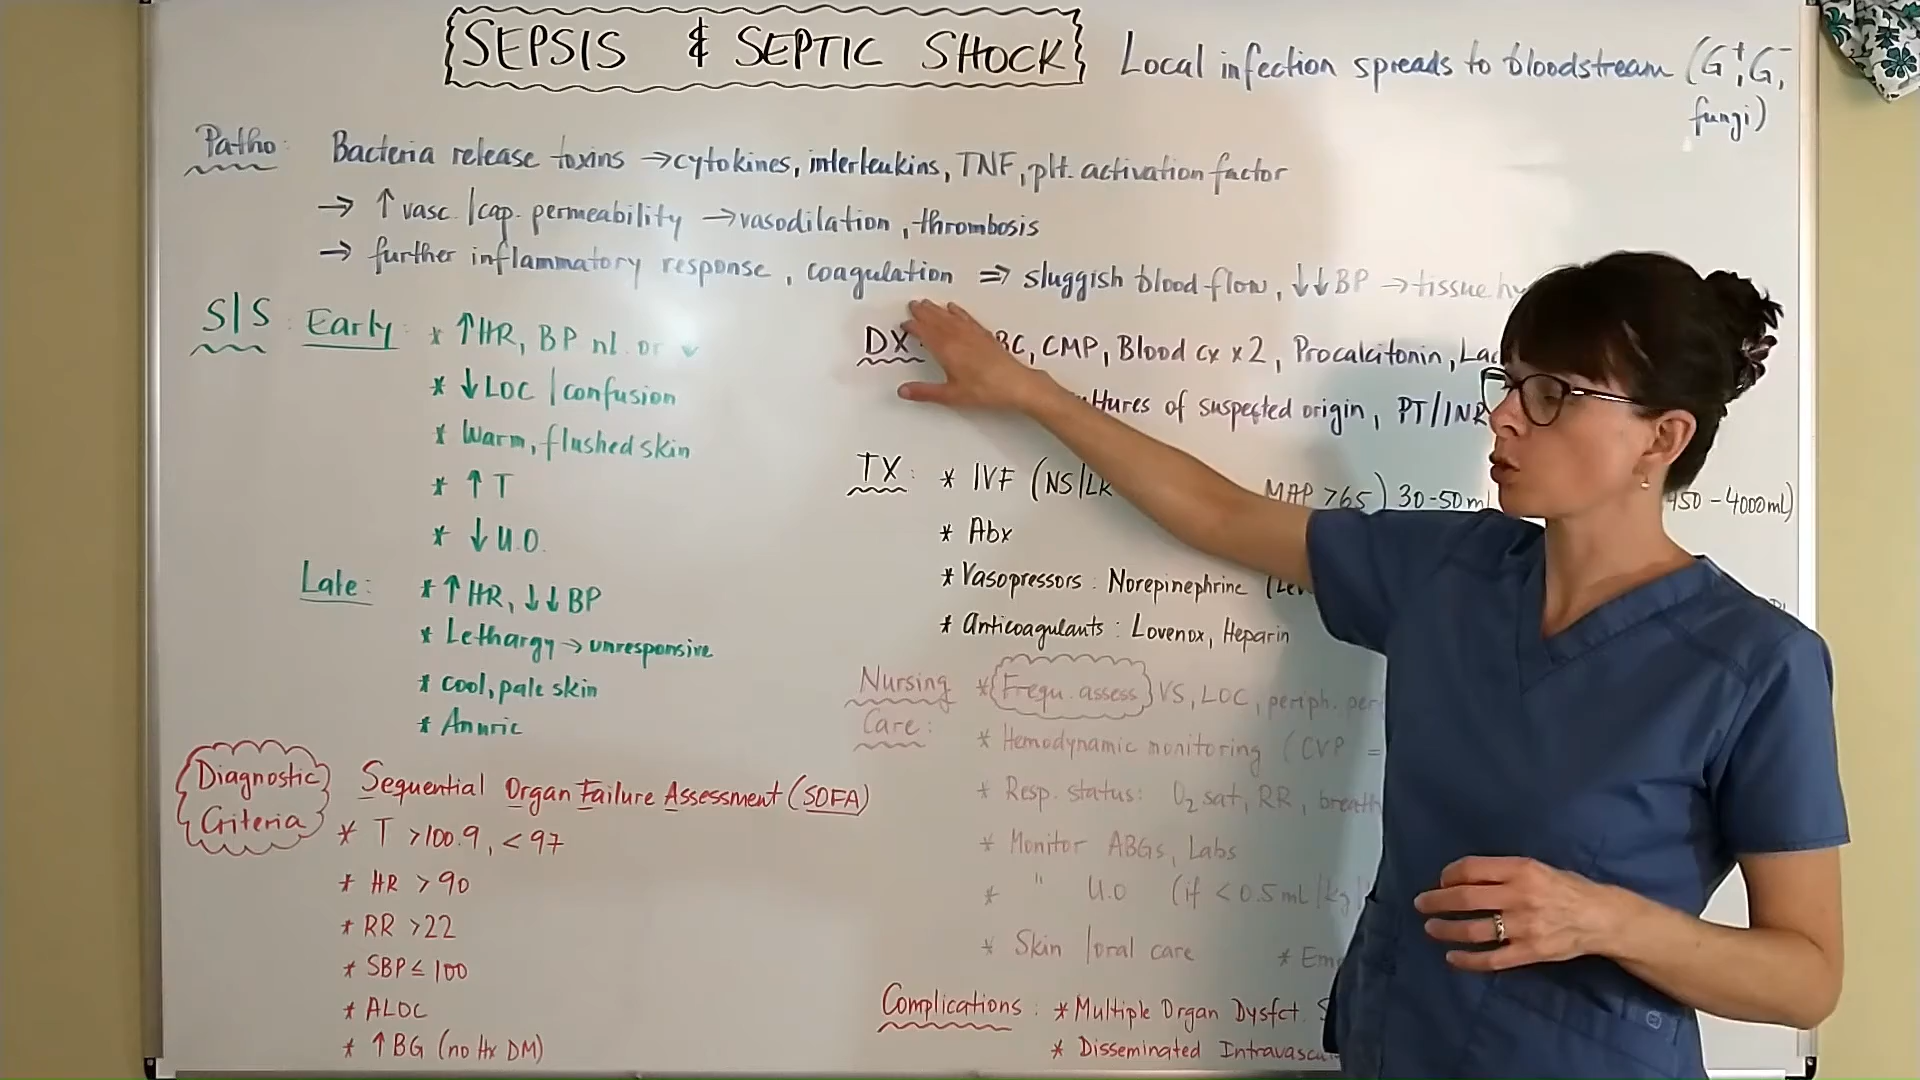 SEPSIS & SEPTIC SHOCK
Local infection spreads to bloodstream (G⁺, G⁻,
fungi)
Patho: Bacteria release toxins → cytokines, interleukins, TNF, plt. activation factor
→ ↑ vasc./cap. permeability → vasodilation, thrombosis
→ further inflammatory response, coagulation ⇒ sluggish blood flow, ↓↓BP → tissue
S/S: Early: * ↑HR, BP nl. or ↓
* ↓LOC / confusion
* Warm, flushed skin
* ↑ T
* ↓ U.O.
Late: * ↑HR, ↓↓BP
* Lethargy → unresponsive
* cool, pale skin
* Anuric
Diagnostic Criteria
Sequential Organ Failure Assessment (SOFA)
* T >100.9, <97
* HR >90
* RR >22
* SBP ≤ 100
* ALOC
* ↑BG (no Hx DM)
DX: CMP, Blood cx x2, Procalcitonin,
of suspected origin, PT/INR
TX: * IVF (NS/LR MAP >65) 30-50mL 4000mL)
* Abx
* Vasopressors: Norepinephrine
* Anticoagulants: Lovenox, Heparin
Nursing Care:
* Frequ. assess VS, LOC, periph.
* Hemodynamic monitoring (CVP =
* Resp. status: O₂ sat, RR, breath
* Monitor ABGs, Labs
* " U.O (if <0.5mL/kg/
* Skin /oral care *
Complications: * Multiple Organ Dysfct.
* Disseminated